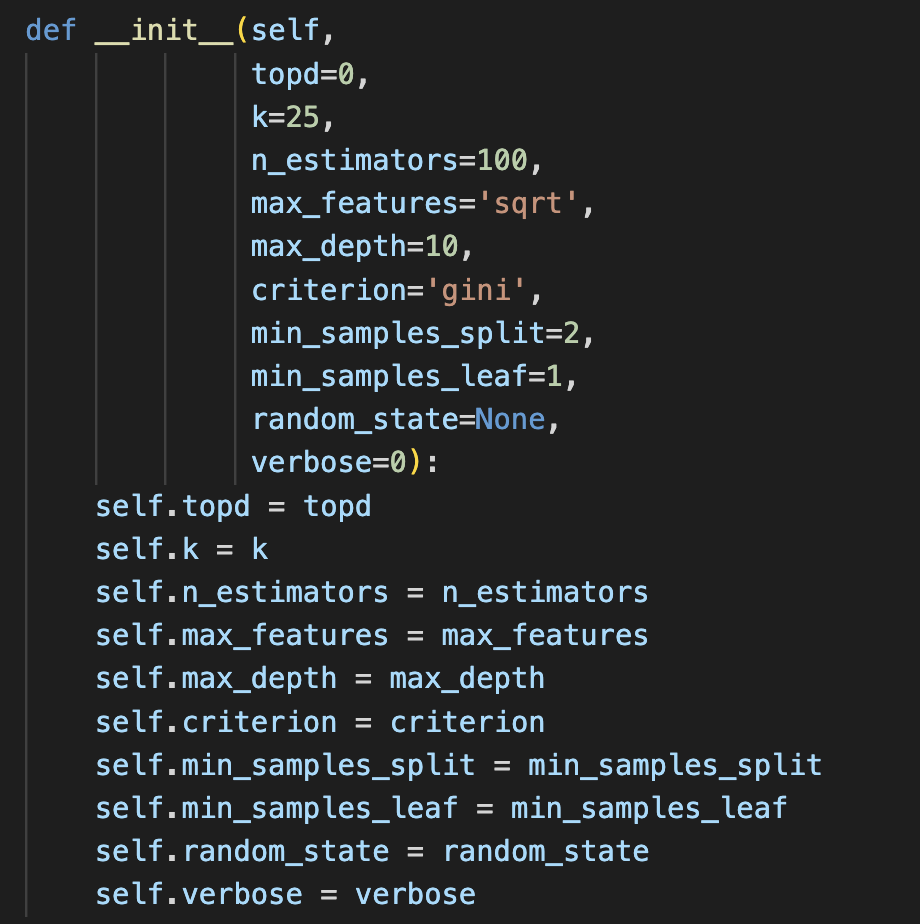 def __init__(self,
topd=0,
k=25,
n_estimators=100,
max_features='sqrt',
max_depth=10,
criterion='gini',
min_samples_split=2,
min_samples_leaf=1,
random_state=None,
verbose=0):
self.topd = topd
self.k = k
self.n_estimators = n_estimators
self.max_features = max_features
self.max_depth = max_depth
self.criterion = criterion
self.min_samples_split = min_samples_split
self.min_samples_leaf = min_samples_leaf
self.random_state = random_state
self.verbose = verbose